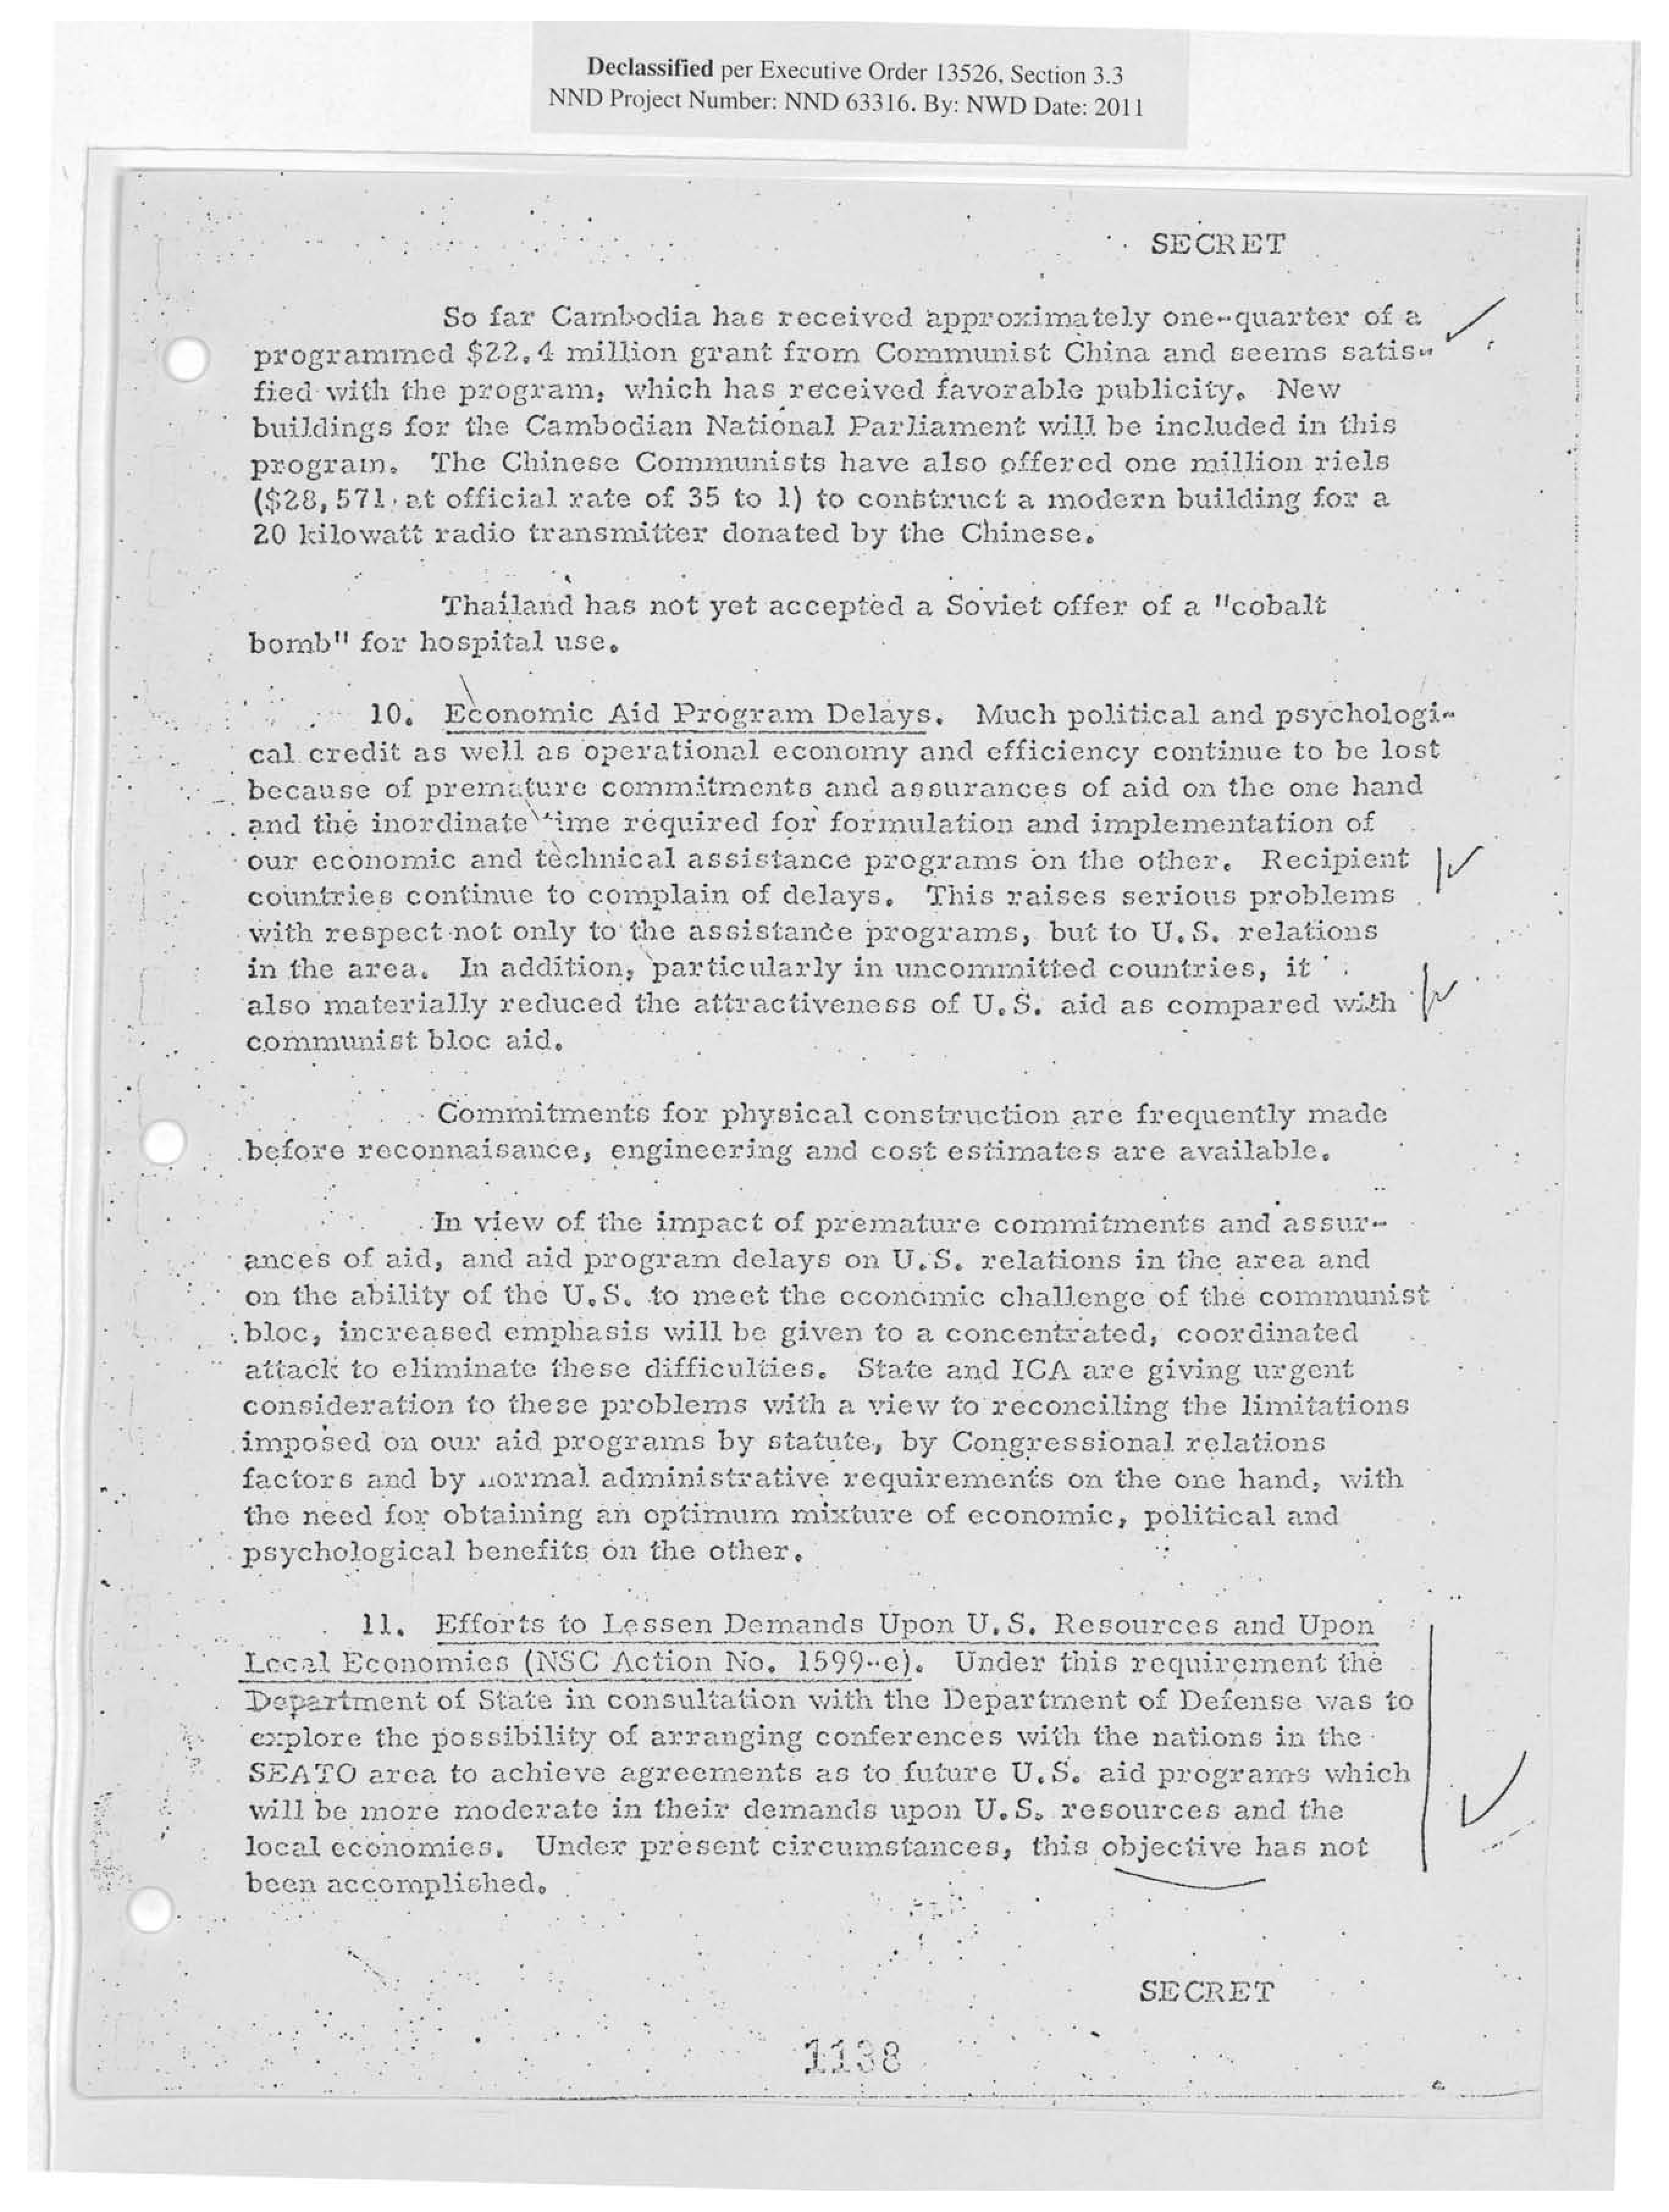 Declassified per Executive Order 13526, Section 3.3
NND Project Number: NND 63316. By: NWD Date: 2011
SECRET
So far Cambodia has received approximately one-quarter of a
programmed $22.4 million grant from Communist China and seems satis-
fied with the program, which has received favorable publicity. New
buildings for the Cambodian National Parliament will be included in this
program. The Chinese Communists have also offered one million riels
($28,571 at official rate of 35 to 1) to construct a modern building for a
20 kilowatt radio transmitter donated by the Chinese.
Thailand has not yet accepted a Soviet offer of a "cobalt
bomb" for hospital use.
10. Economic Aid Program Delays. Much political and psychologi-
cal credit as well as operational economy and efficiency continue to be lost
because of premature commitments and assurances of aid on the one hand
and the inordinate time required for formulation and implementation of
our economic and technical assistance programs on the other. Recipient
countries continue to complain of delays. This raises serious problems
with respect not only to the assistance programs, but to U.S. relations
in the area. In addition, particularly in uncommitted countries, it
also materially reduced the attractiveness of U.S. aid as compared with
communist bloc aid.
Commitments for physical construction are frequently made
before reconnaisance, engineering and cost estimates are available.
In view of the impact of premature commitments and assur-
ances of aid, and aid program delays on U.S. relations in the area and
on the ability of the U.S. to meet the economic challenge of the communist
bloc, increased emphasis will be given to a concentrated, coordinated
attack to eliminate these difficulties. State and ICA are giving urgent
consideration to these problems with a view to reconciling the limitations
imposed on our aid programs by statute, by Congressional relations
factors and by normal administrative requirements on the one hand, with
the need for obtaining an optimum mixture of economic, political and
psychological benefits on the other.
11. Efforts to Lessen Demands Upon U.S. Resources and Upon
Local Economies (NSC Action No. 1599-e). Under this requirement the
Department of State in consultation with the Department of Defense was to
explore the possibility of arranging conferences with the nations in the
SEATO area to achieve agreements as to future U.S. aid programs which
will be more moderate in their demands upon U.S. resources and the
local economies. Under present circumstances, this objective has not
been accomplished.
SECRET
1138